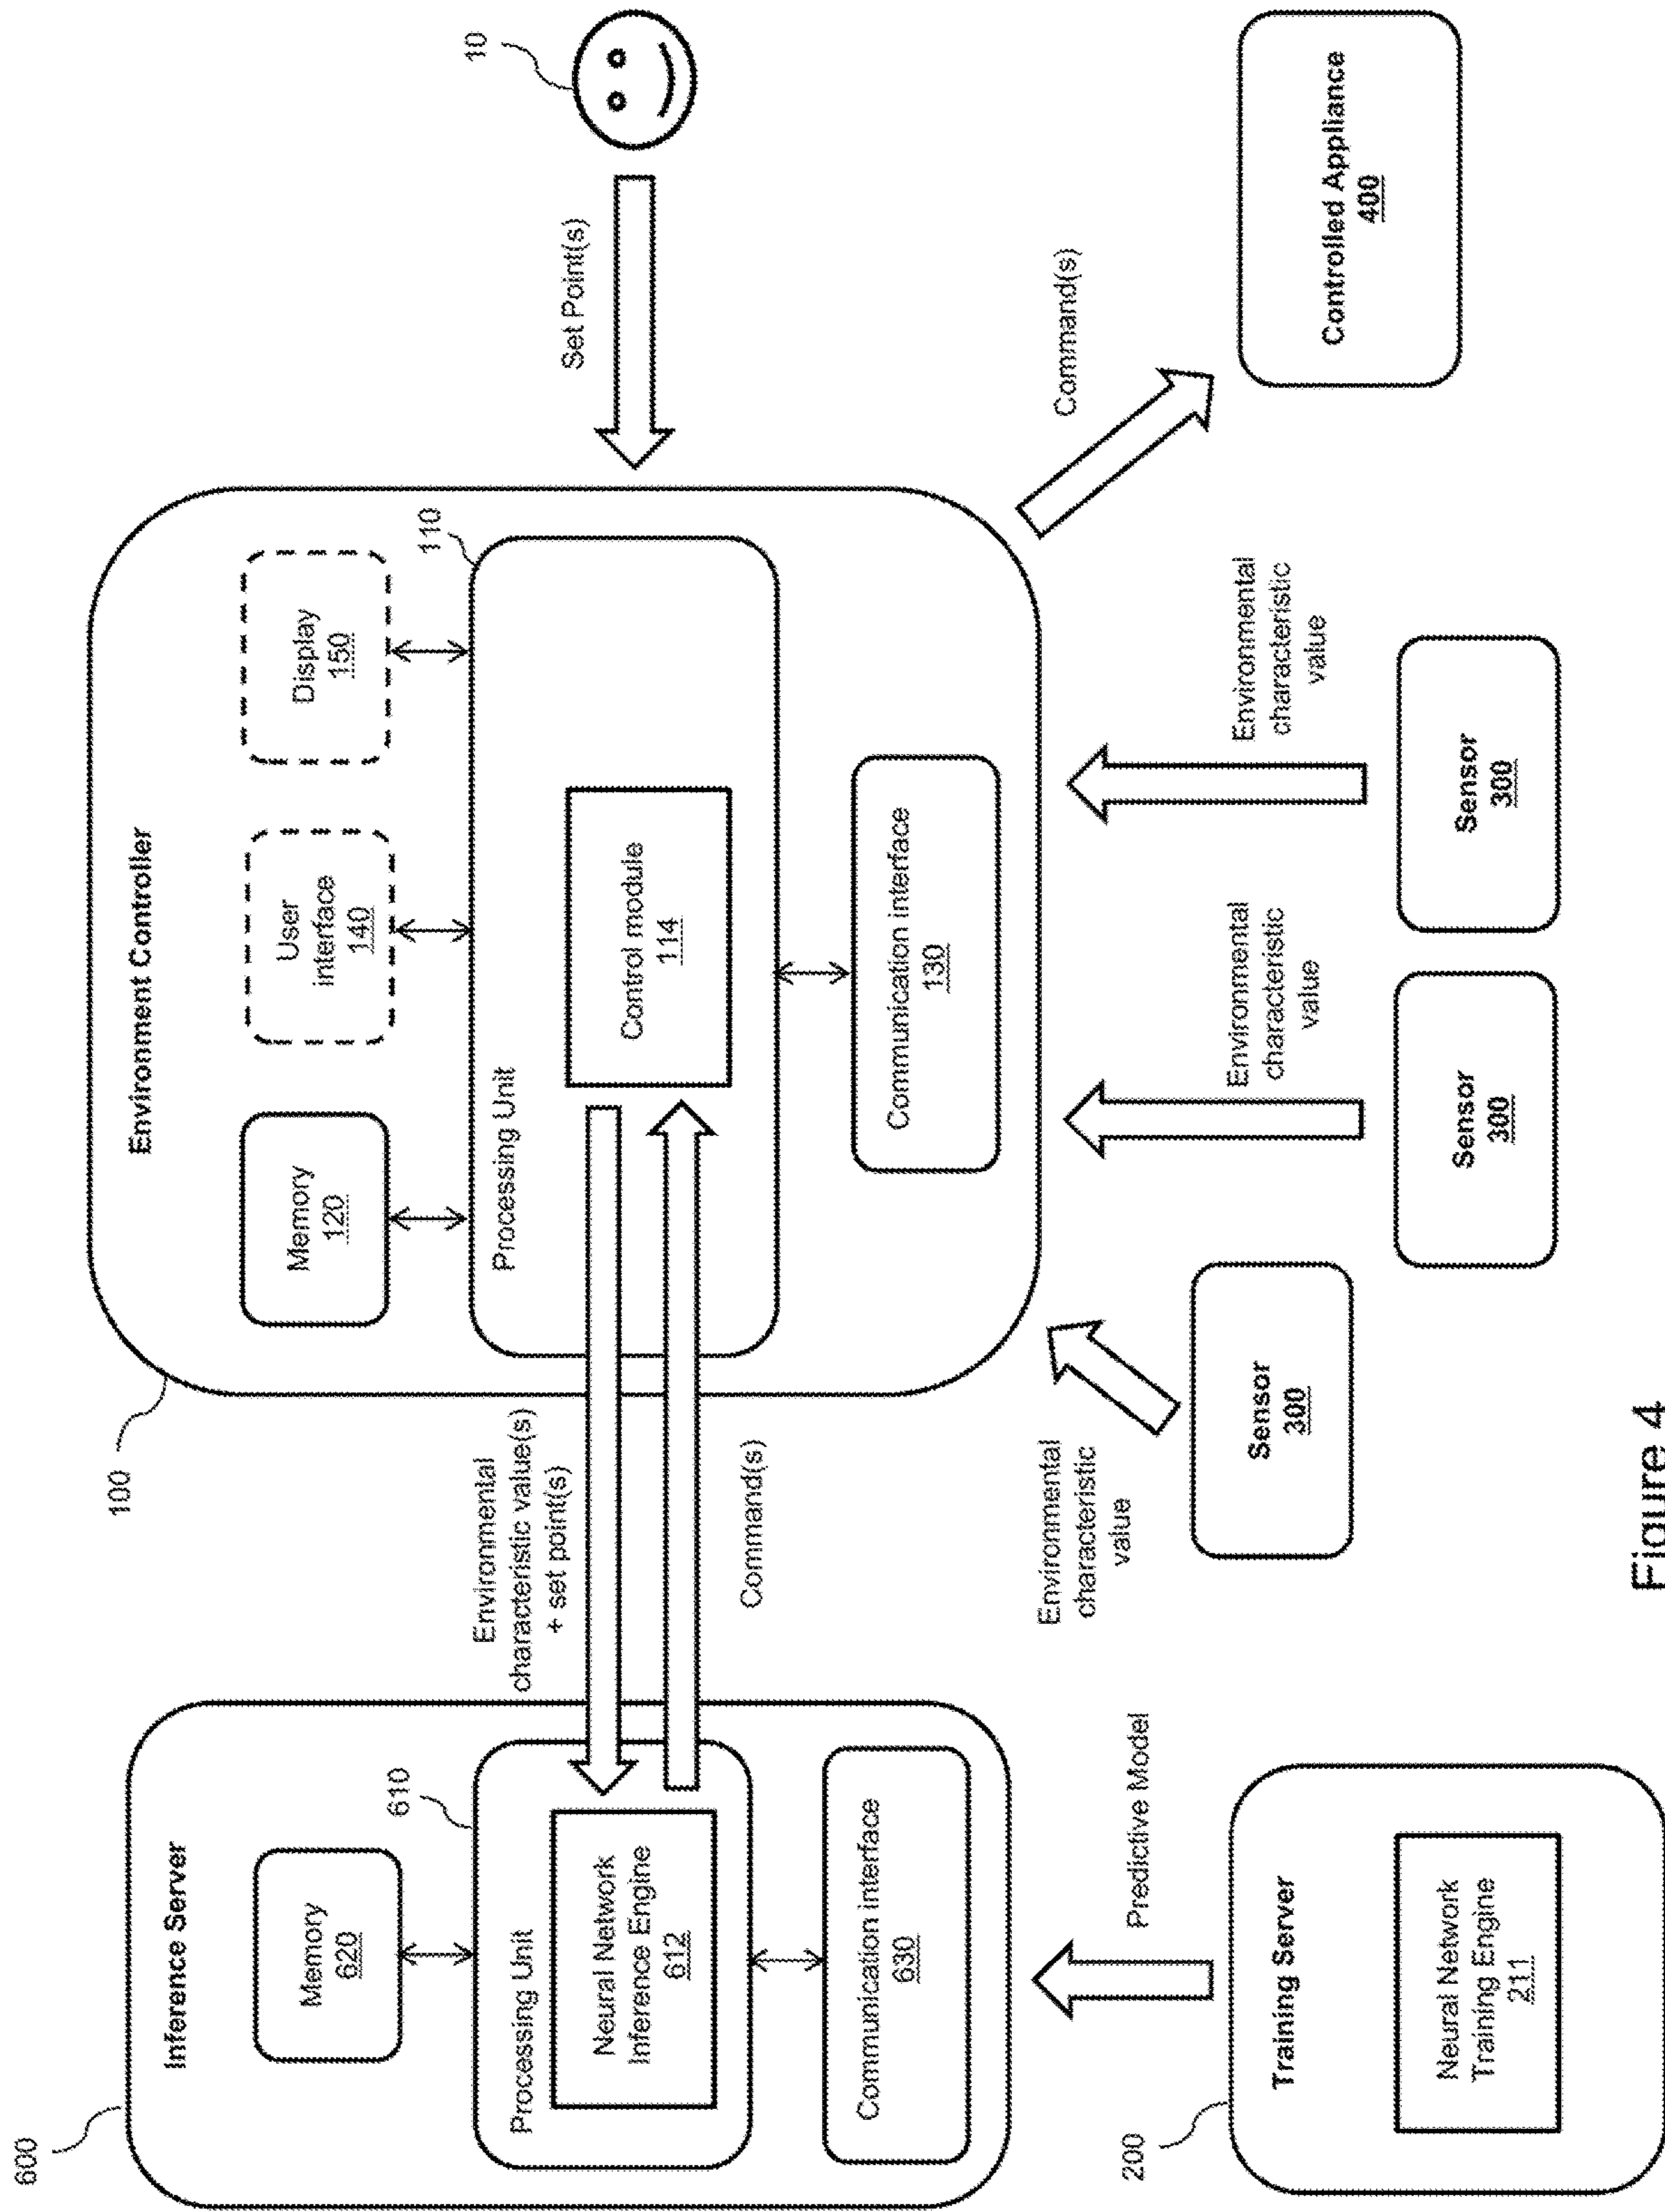 600
Inference Server
Memory
620
610
Processing Unit
Neural Network
Inference Engine
612
Communication interface
630
Predictive Model
200
Training Server
Neural Network
Training Engine
211
Environmental
characteristic value(s)
+ set point(s)
Command(s)
100
Environment Controller
Memory
120
User
interface
140
Display
150
110
Processing Unit
Control module
114
Communication interface
130
10
Set Point(s)
Command(s)
Controlled Appliance
400
Environmental
characteristic
value
Sensor
300
Environmental
characteristic
value
Sensor
300
Environmental
characteristic
value
Sensor
300
Figure 4